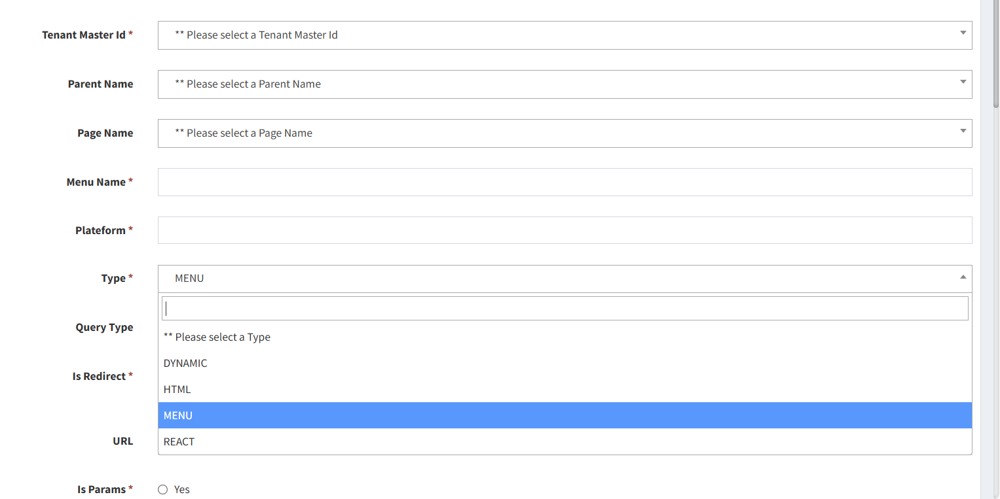 Tenant Master Id * ** Please select a Tenant Master Id
Parent Name ** Please select a Parent Name
Page Name ** Please select a Page Name
Menu Name *
Plateform *
Type * MENU
Query Type
** Please select a Type
DYNAMIC
Is Redirect *
HTML
MENU
URL
REACT
Is Params * Yes